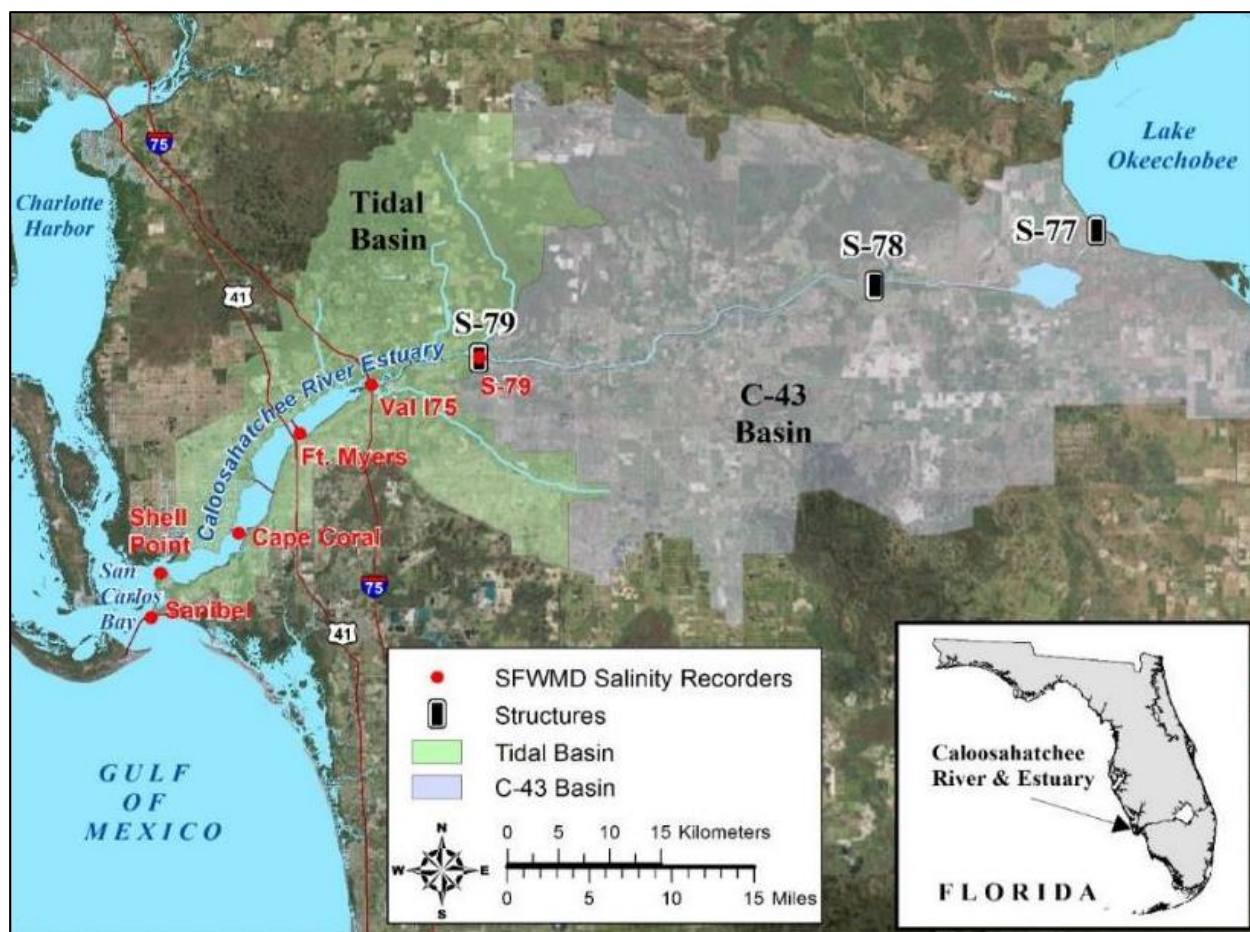 75
Charlotte
Harbor
41
Tidal
Basin
Lake
Okeechobee
S-77
S-78
S-79
S-79
Caloosahatchee River Estuary
Val I75
Ft. Myers
C-43
Basin
Shell
Point
Cape Coral
San
Carlos
Bay
Sanibel
75
41
GULF
OF
MEXICO
SFWMD Salinity Recorders
Structures
Tidal Basin
C-43 Basin
N
W E
S
0 5 10 15 Kilometers
0 5 10 15 Miles
Caloosahatchee
River & Estuary
FLORIDA